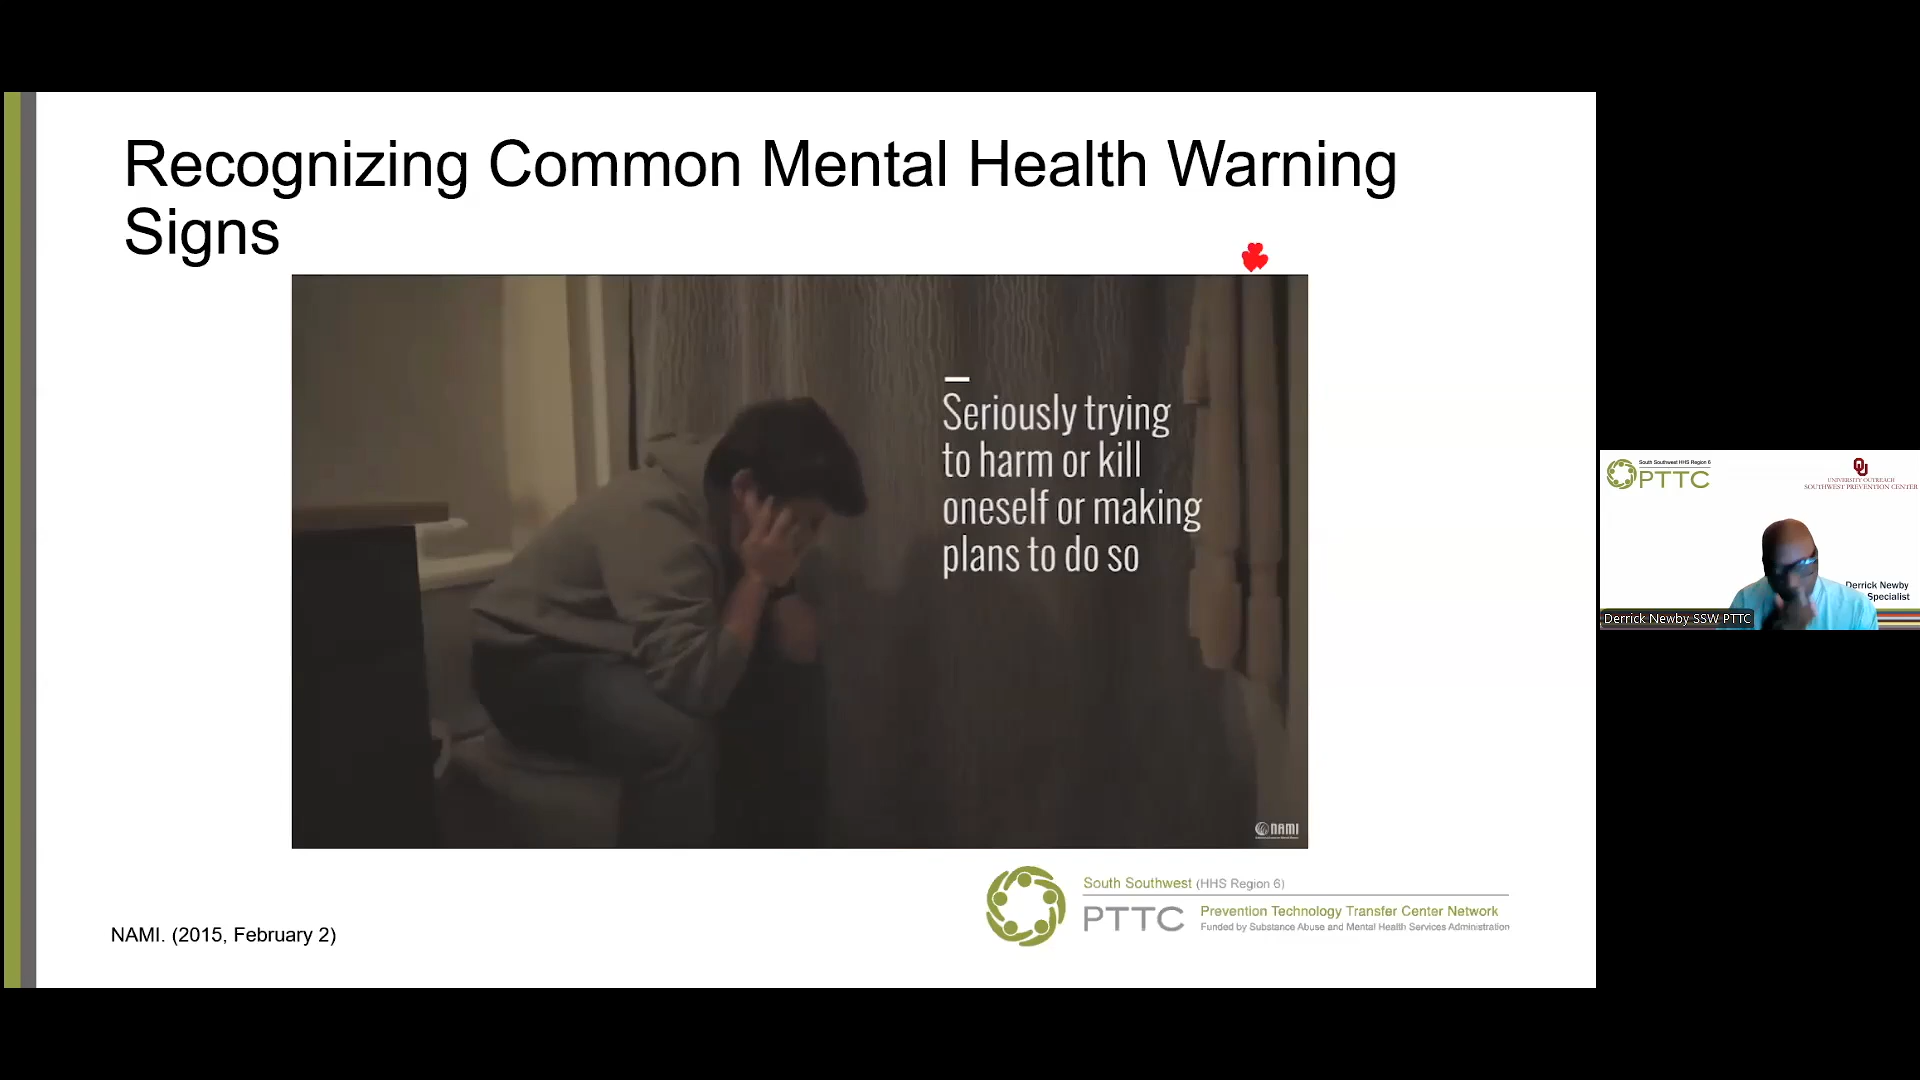 Recognizing Common Mental Health Warning
Signs
Seriously trying
to harm or kill
oneself or making
plans to do so
NAMI
NAMI. (2015, February 2)
South Southwest (HHS Region 6)
PTTC
Prevention Technology Transfer Center Network
Funded by Substance Abuse and Mental Health Services Administration
South Southwest HHS Region 6
PTTC
OU
UNIVERSITY OUTREACH
SOUTHWEST PREVENTION CENTER
Derrick Newby
Specialist
Derrick Newby SSW PTTC